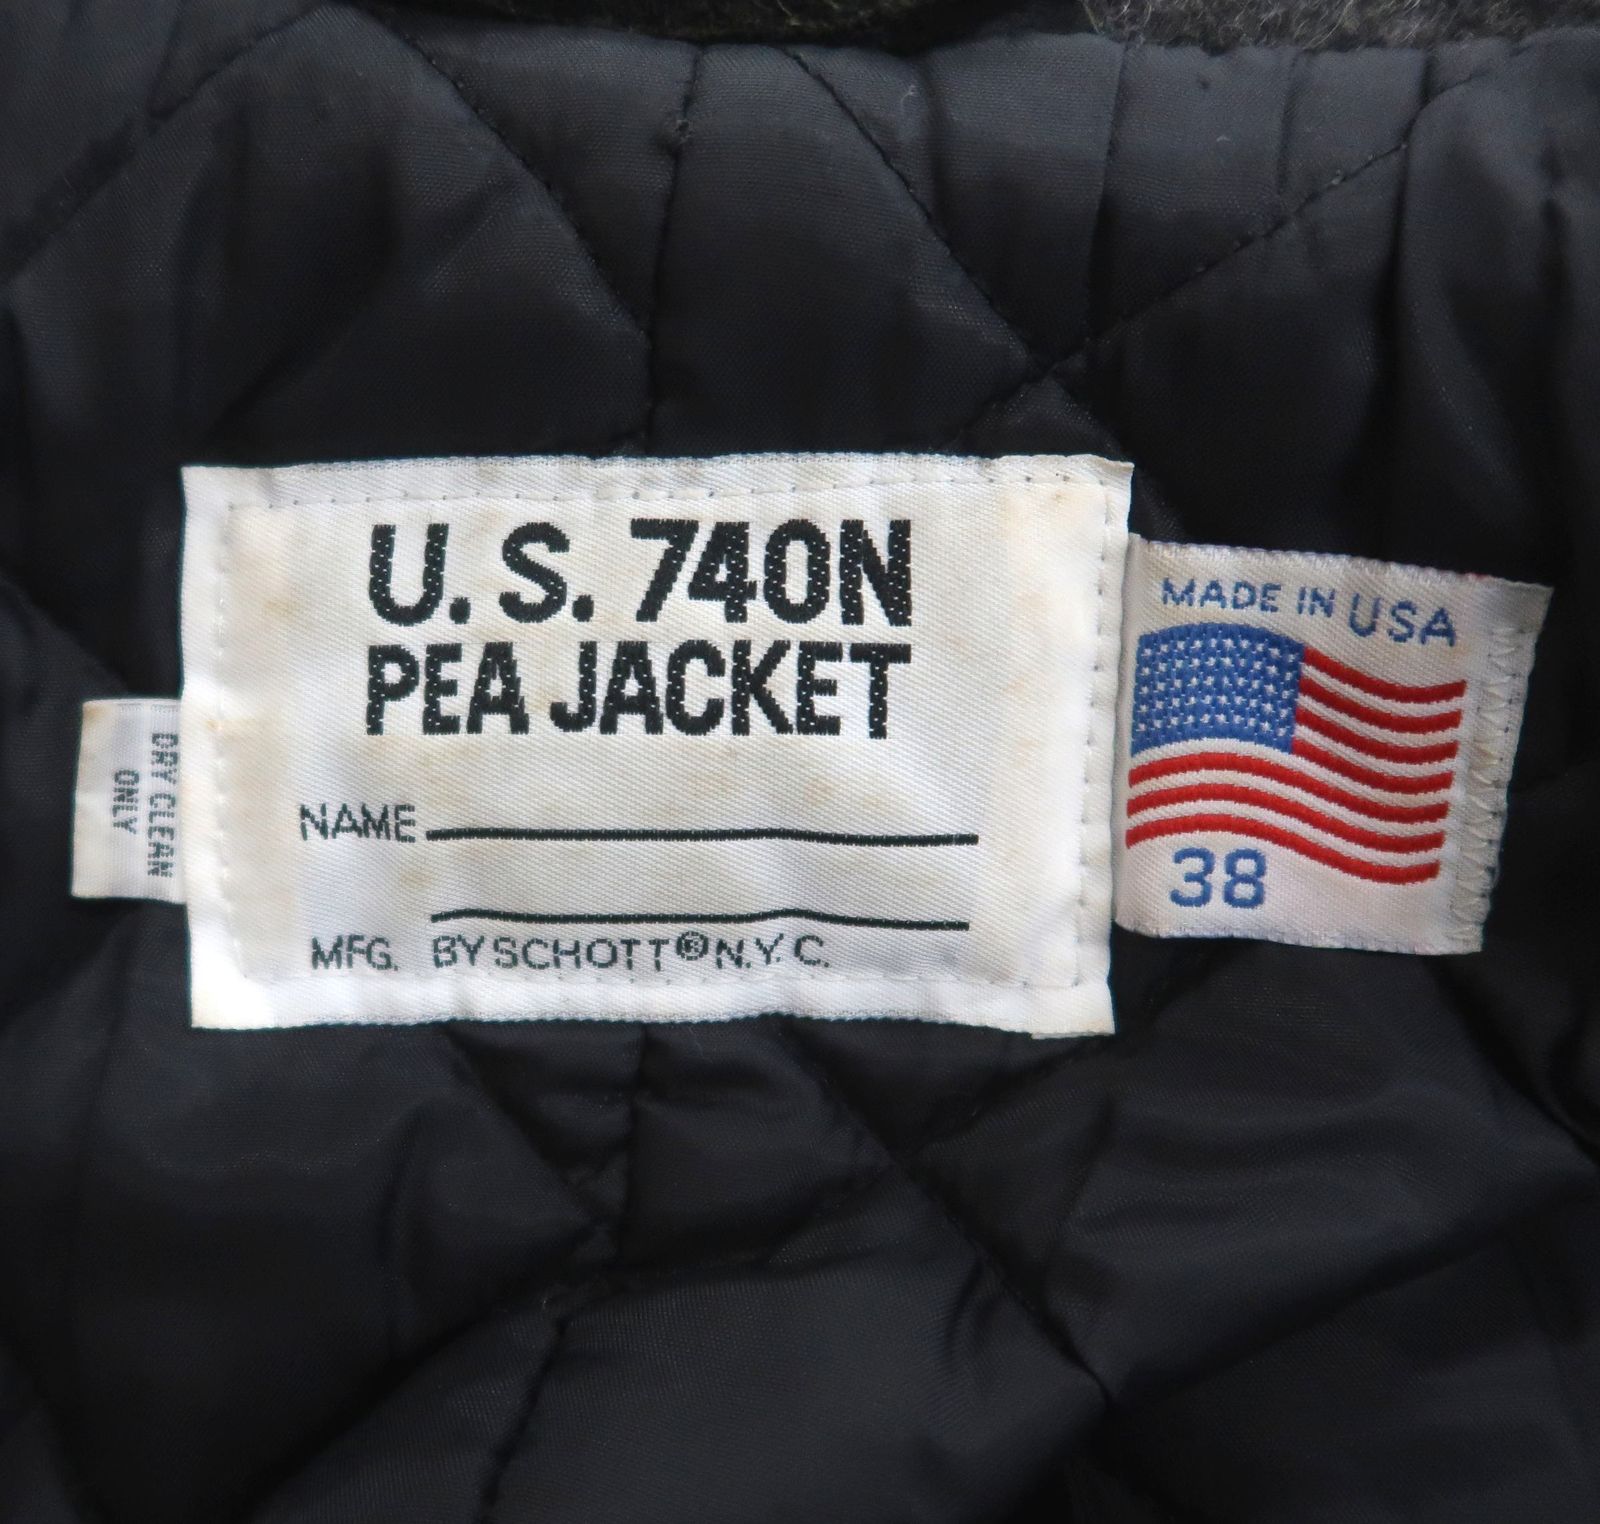 U.S. 740N
PEA JACKET
NAME
MFG. BY SCHOTT® N.Y.C.
DRY CLEAN
ONLY
MADE IN USA
38